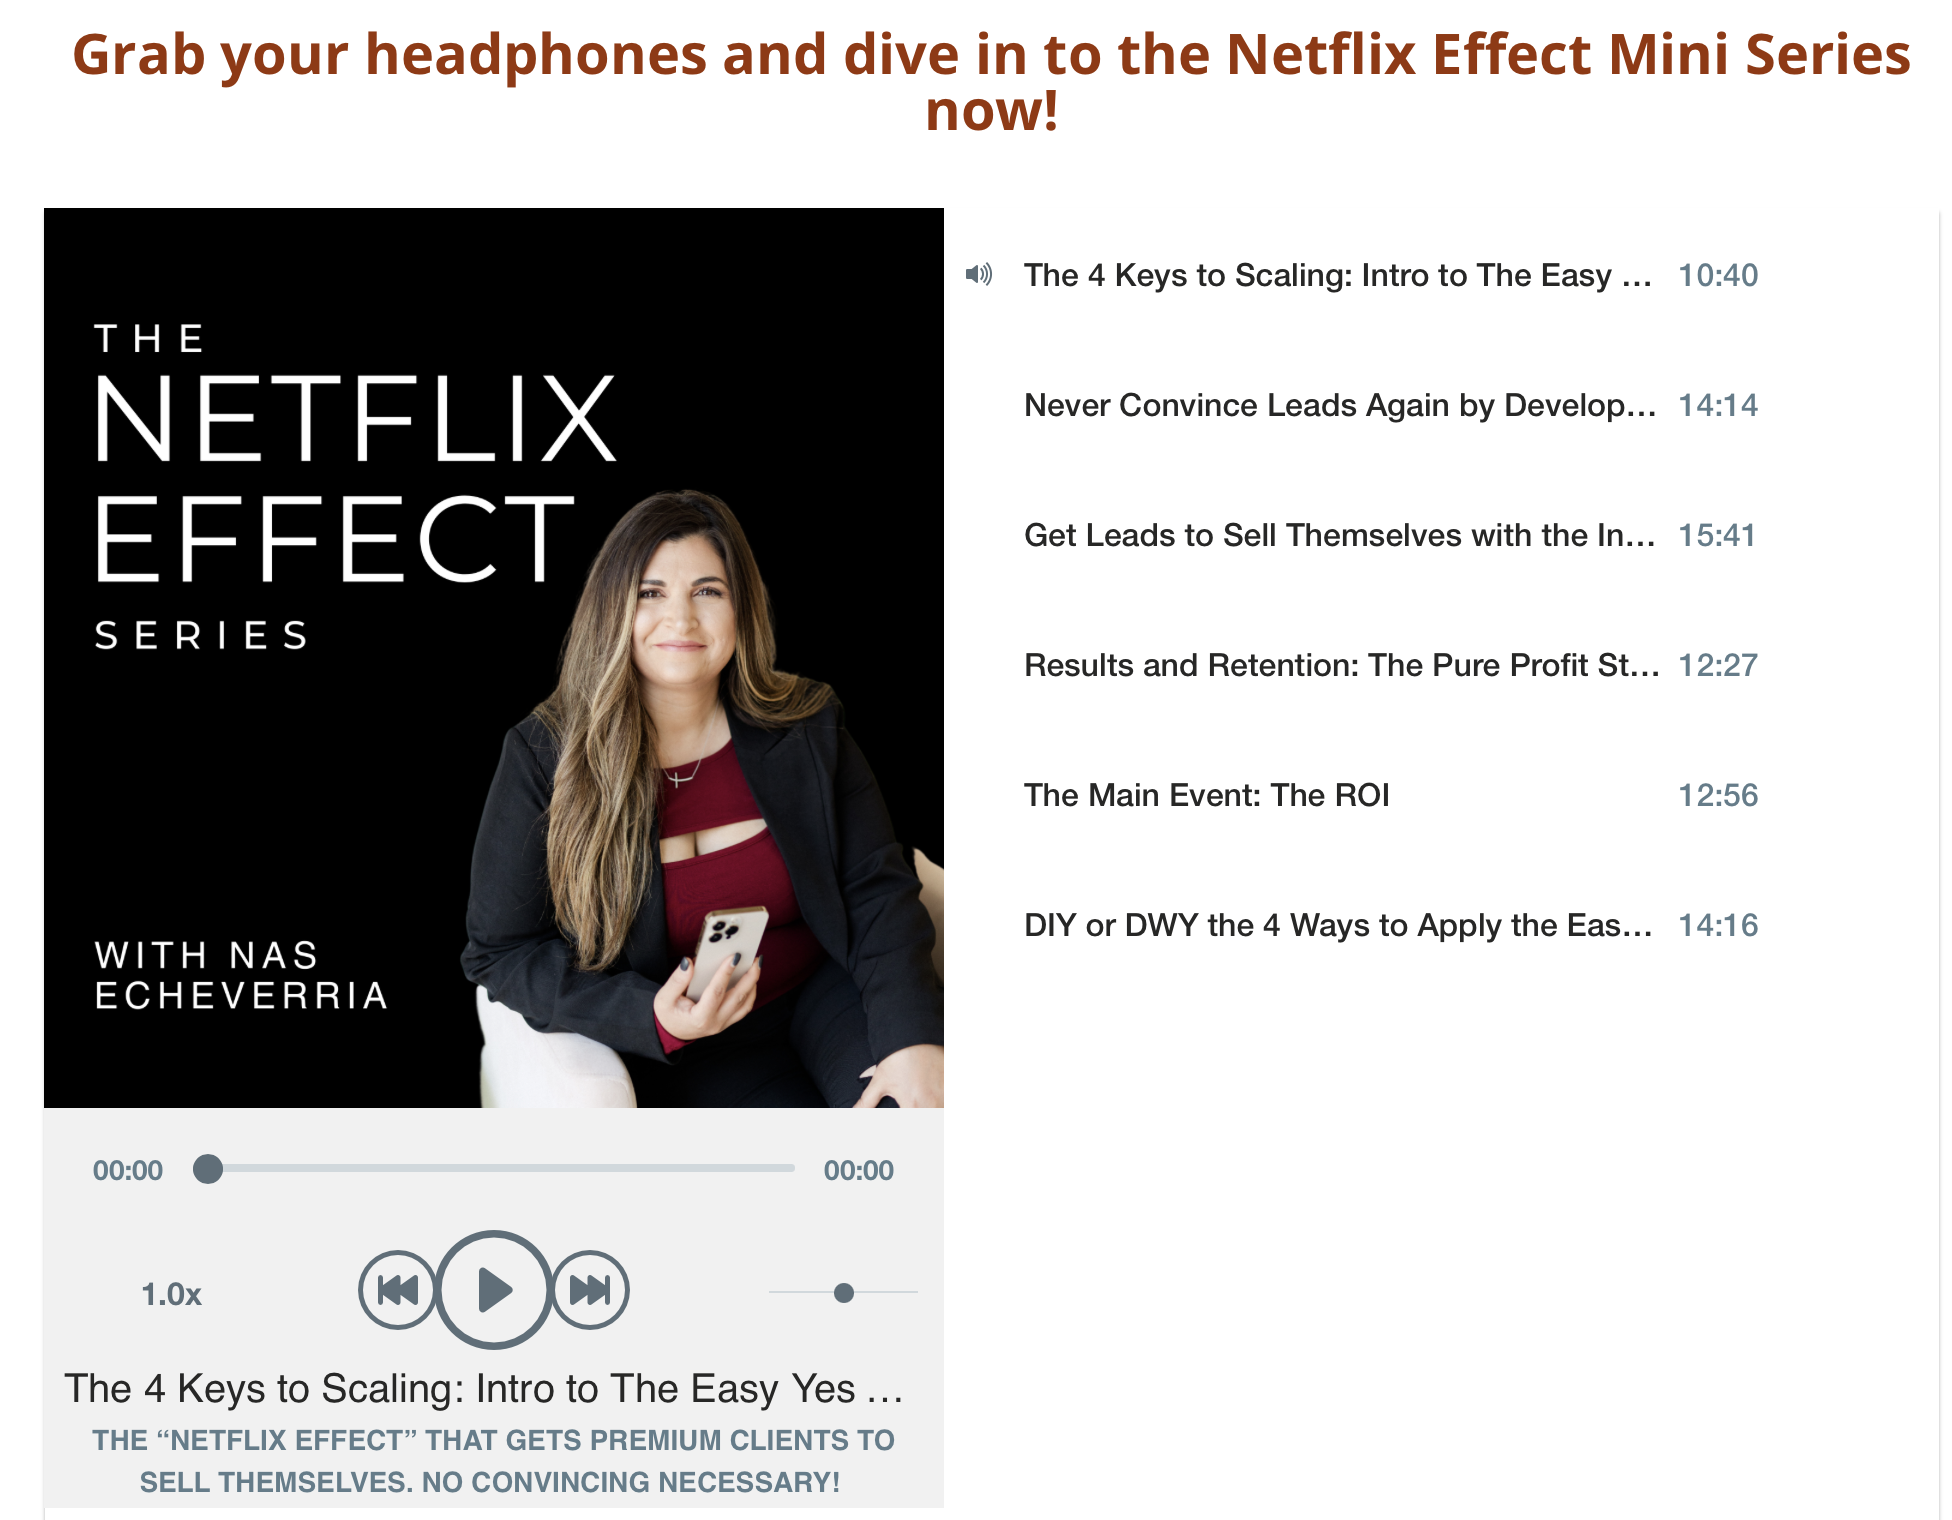 Grab your headphones and dive in to the Netflix Effect Mini Series
now!
THE
NETFLIX
EFFECT
SERIES
WITH NAS
ECHEVERRIA
00:00
00:00
1.0x
The 4 Keys to Scaling: Intro to The Easy Yes ...
THE “NETFLIX EFFECT” THAT GETS PREMIUM CLIENTS TO
SELL THEMSELVES. NO CONVINCING NECESSARY!
The 4 Keys to Scaling: Intro to The Easy ... 10:40
Never Convince Leads Again by Develop... 14:14
Get Leads to Sell Themselves with the In... 15:41
Results and Retention: The Pure Profit St... 12:27
The Main Event: The ROI 12:56
DIY or DWY the 4 Ways to Apply the Eas... 14:16